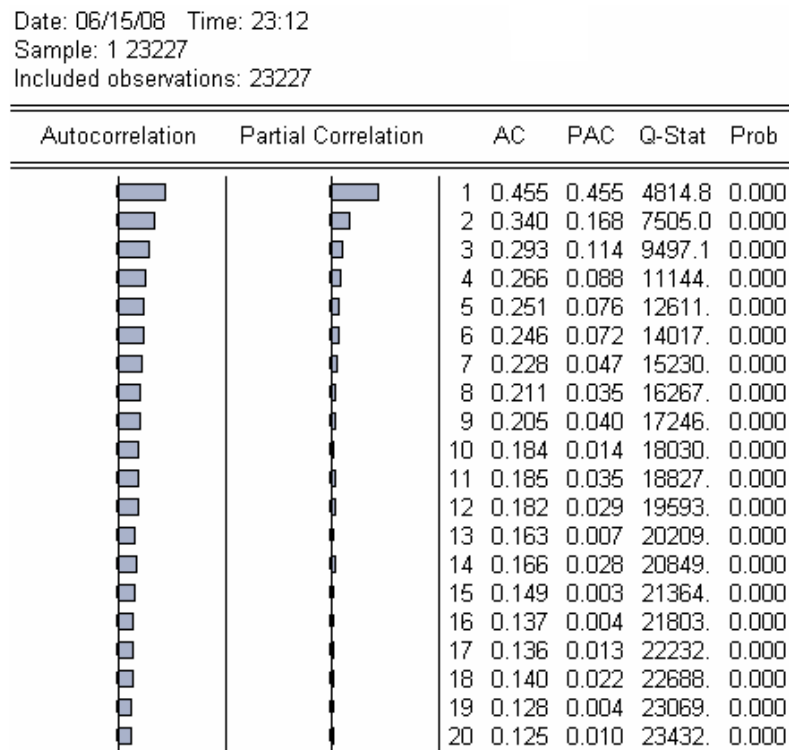 Date: 06/15/08 Time: 23:12
Sample: 1 23227
Included observations: 23227
Autocorrelation Partial Correlation AC PAC Q-Stat Prob
1 0.455 0.455 4814.8 0.000
2 0.340 0.168 7505.0 0.000
3 0.293 0.114 9497.1 0.000
4 0.266 0.088 11144. 0.000
5 0.251 0.076 12611. 0.000
6 0.246 0.072 14017. 0.000
7 0.228 0.047 15230. 0.000
8 0.211 0.035 16267. 0.000
9 0.205 0.040 17246. 0.000
10 0.184 0.014 18030. 0.000
11 0.185 0.035 18827. 0.000
12 0.182 0.029 19593. 0.000
13 0.163 0.007 20209. 0.000
14 0.166 0.028 20849. 0.000
15 0.149 0.003 21364. 0.000
16 0.137 0.004 21803. 0.000
17 0.136 0.013 22232. 0.000
18 0.140 0.022 22688. 0.000
19 0.128 0.004 23069. 0.000
20 0.125 0.010 23432. 0.000